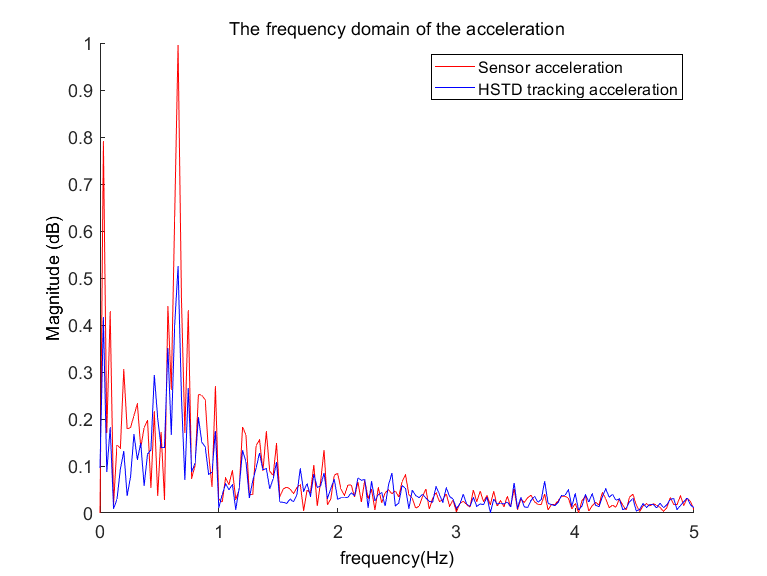 The frequency domain of the acceleration
Sensor acceleration
HSTD tracking acceleration
Magnitude (dB)
1
0.9
0.8
0.7
0.6
0.5
0.4
0.3
0.2
0.1
0
0 1 2 3 4 5
frequency(Hz)